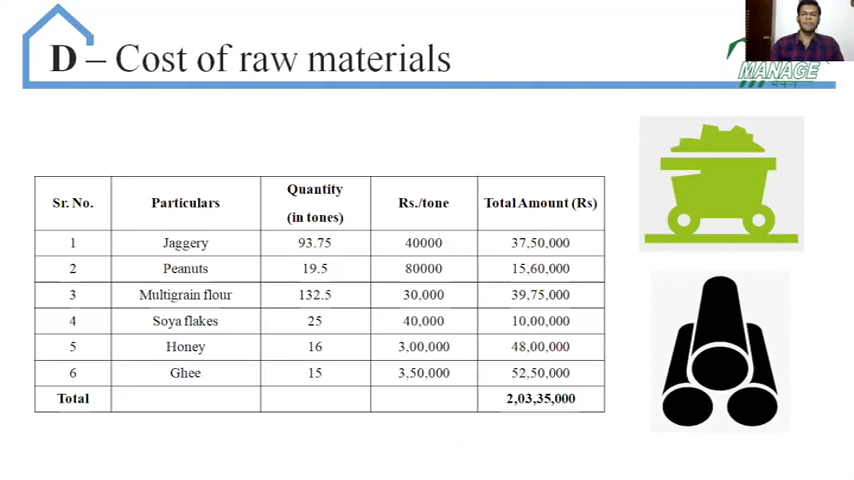 D – Cost of raw materials
MANAGE
Sr. No. Particulars Quantity (in tones) Rs./tone Total Amount (Rs)
1 Jaggery 93.75 40000 37,50,000
2 Peanuts 19.5 80000 15,60,000
3 Multigrain flour 132.5 30,000 39,75,000
4 Soya flakes 25 40,000 10,00,000
5 Honey 16 3,00,000 48,00,000
6 Ghee 15 3,50,000 52,50,000
Total 2,03,35,000